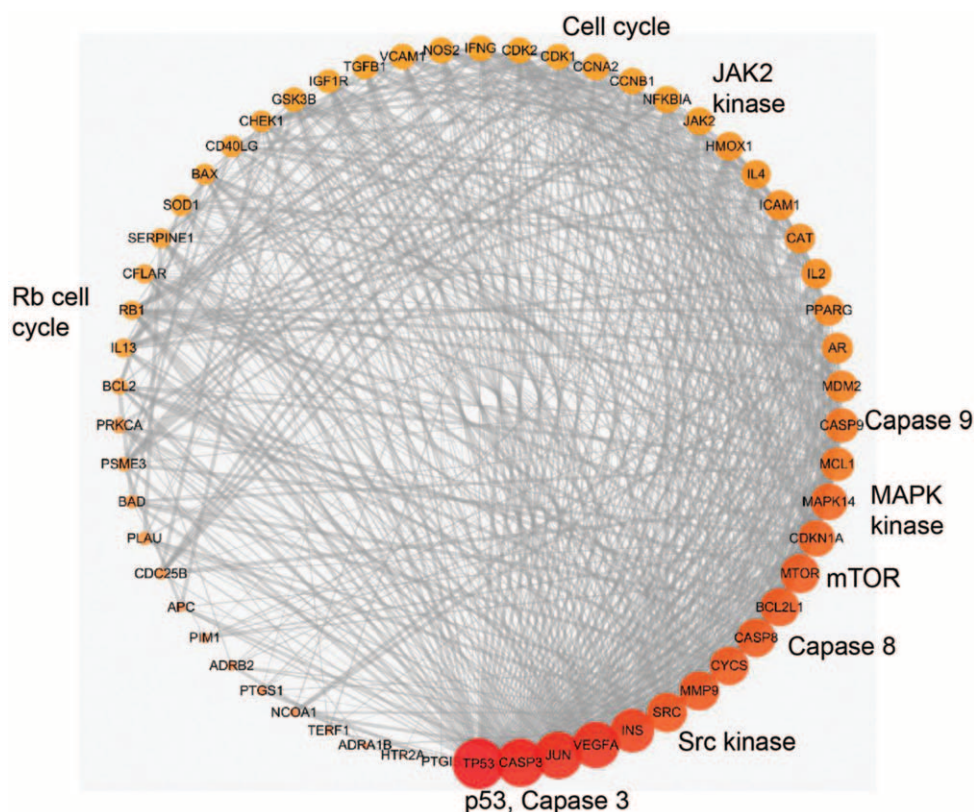 Cell cycle
JAK2
kinase
Rb cell
cycle
Capase 9
MAPK
kinase
mTOR
Capase 8
Src kinase
p53, Capase 3
IFNG
CDK2
CDK1
CCNA2
CCNB1
NFKBIA
JAK2
HMOX1
IL4
ICAM1
CAT
IL2
PPARG
AR
MDM2
CASP9
MCL1
MAPK14
CDKN1A
MTOR
BCL2L1
CASP8
CYCS
MMP9
SRC
INS
VEGFA
JUN
CASP3
TP53
PTGI
HTR2A
ADRA1B
TERF1
NCOA1
PTGS1
ADRB2
PIM1
APC
CDC25B
PLAU
BAD
PSME3
PRKCA
BCL2
IL13
RB1
CFLAR
SERPINE1
SOD1
BAX
CD40LG
CHEK1
GSK3B
IGF1R
TGFB1
VCAM1
NOS2